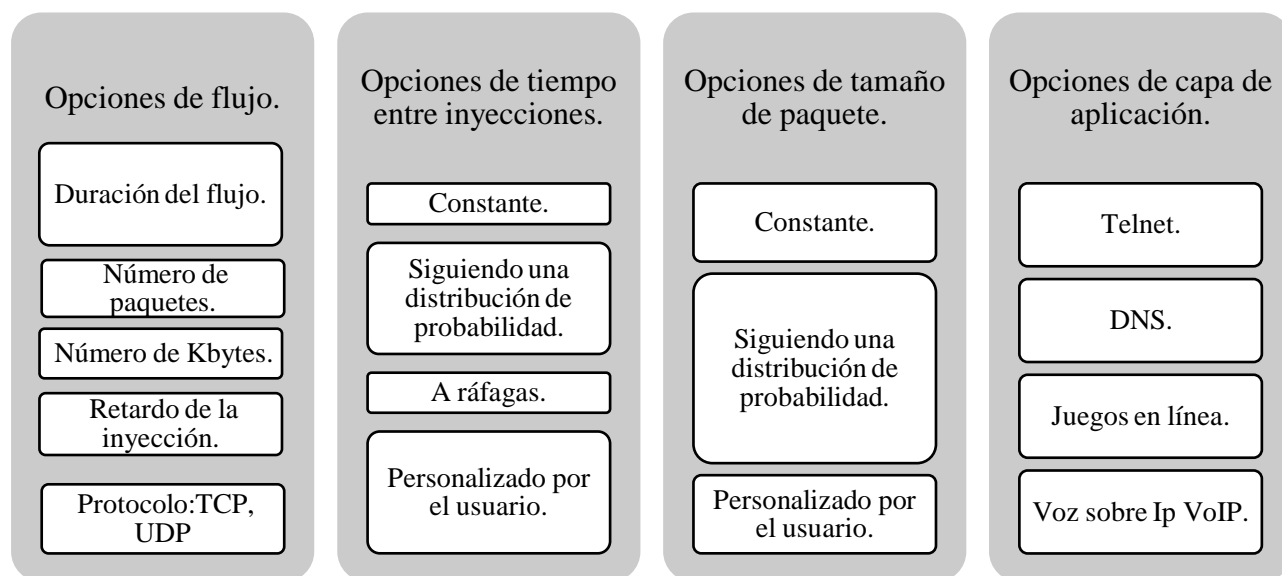 Opciones de flujo.
Duración del flujo.
Número de
paquetes.
Número de Kbytes.
Retardo de la
inyección.
Protocolo:TCP,
UDP
Opciones de tiempo
entre inyecciones.
Constante.
Siguiendo una
distribución de
probabilidad.
A ráfagas.
Personalizado por
el usuario.
Opciones de tamaño
de paquete.
Constante.
Siguiendo una
distribución de
probabilidad.
Personalizado por
el usuario.
Opciones de capa de
aplicación.
Telnet.
DNS.
Juegos en línea.
Voz sobre Ip VoIP.